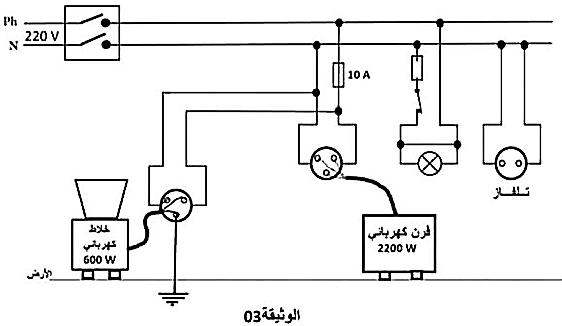 Ph
220 V
N
10 A
تلفاز
خلاط
كهربائي
600 W
فرن كهربائي
2200 W
الأرض
الوثيقة03